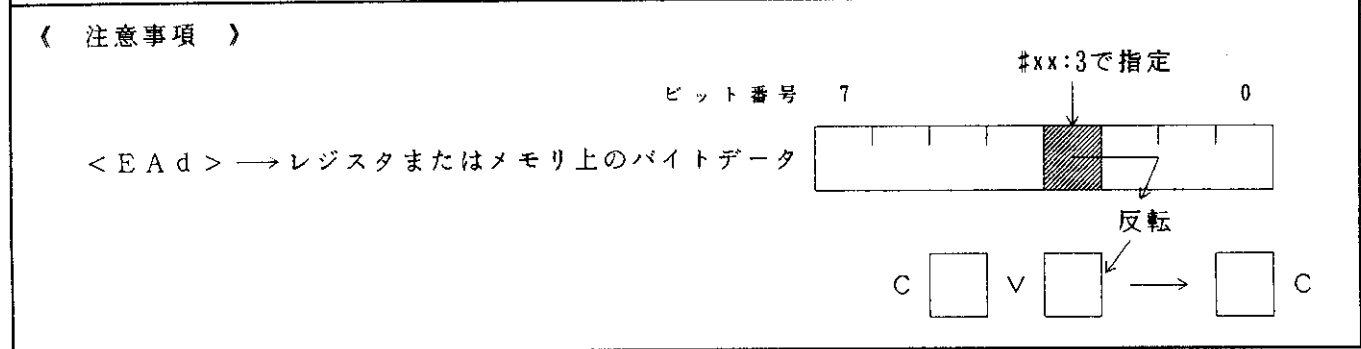 《 注意事項 》
#xx:3で指定
ビット番号 7 0
<EAd>→レジスタまたはメモリ上のバイトデータ
反転
C ∨ → C